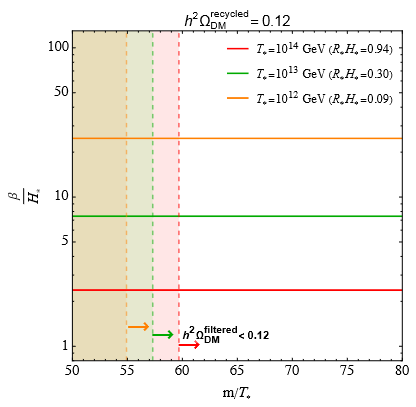 h²Ω_DM^recycled = 0.12
T⁎=10¹⁴ GeV (R⁎H⁎=0.94)
T⁎=10¹³ GeV (R⁎H⁎=0.30)
T⁎=10¹² GeV (R⁎H⁎=0.09)
100
50
10
5
1
β/H⁎
h²Ω_DM^filtered < 0.12
50 55 60 65 70 75 80
m/T⁎